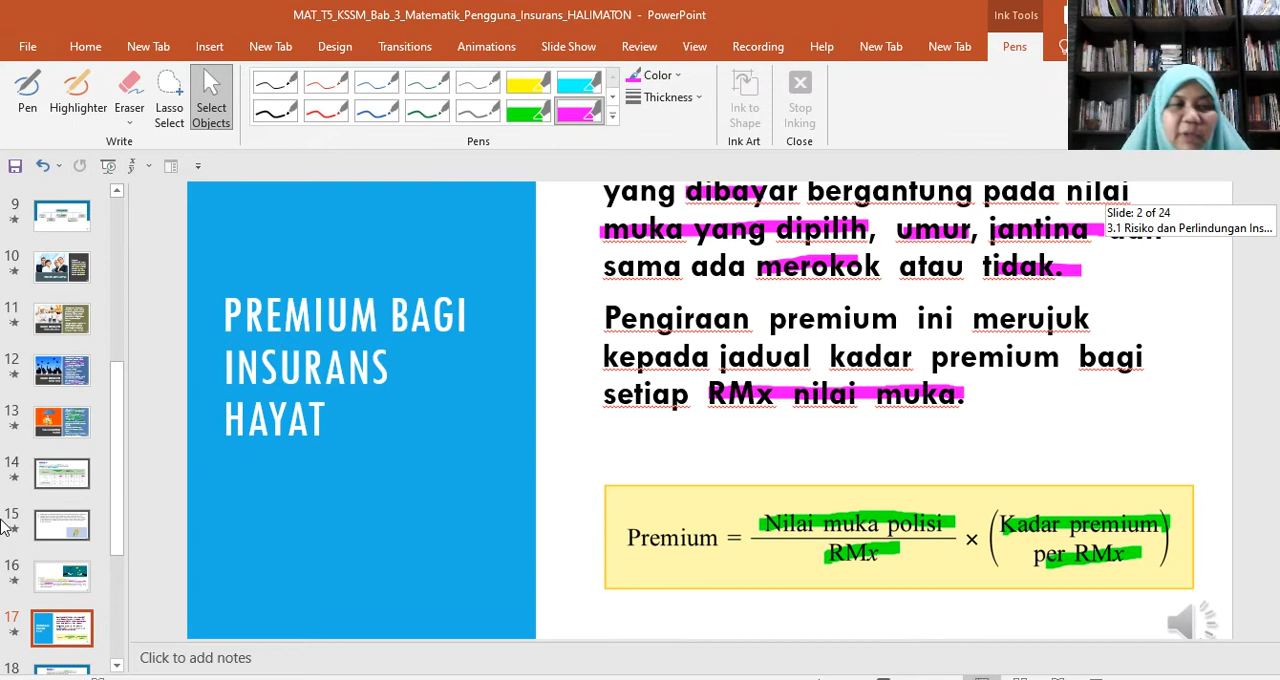 MAT_T5_KSSM_Bab_3_Matematik_Pengguna_Insurans_HALIMATON - PowerPoint
Ink Tools
File Home New Tab Insert New Tab Design Transitions Animations Slide Show Review View Recording Help New Tab New Tab Pens
Pen
Highlighter
Eraser
Lasso
Select
Select
Objects
Color
Thickness
Ink to
Shape
Stop
Inking
Write
Pens
Ink Art
Close
9
10
11
12
13
14
15
16
17
18
PREMIUM BAGI
INSURANS
HAYAT
yang dibayar bergantung pada nilai
muka yang dipilih, umur, jantina
sama ada merokok atau tidak.
Slide: 2 of 24
3.1 Risiko dan Perlindungan Ins...
Pengiraan premium ini merujuk
kepada jadual kadar premium bagi
setiap RMx nilai muka.
Premium = Nilai muka polisi / RMx × (Kadar premium per RMx)
Click to add notes